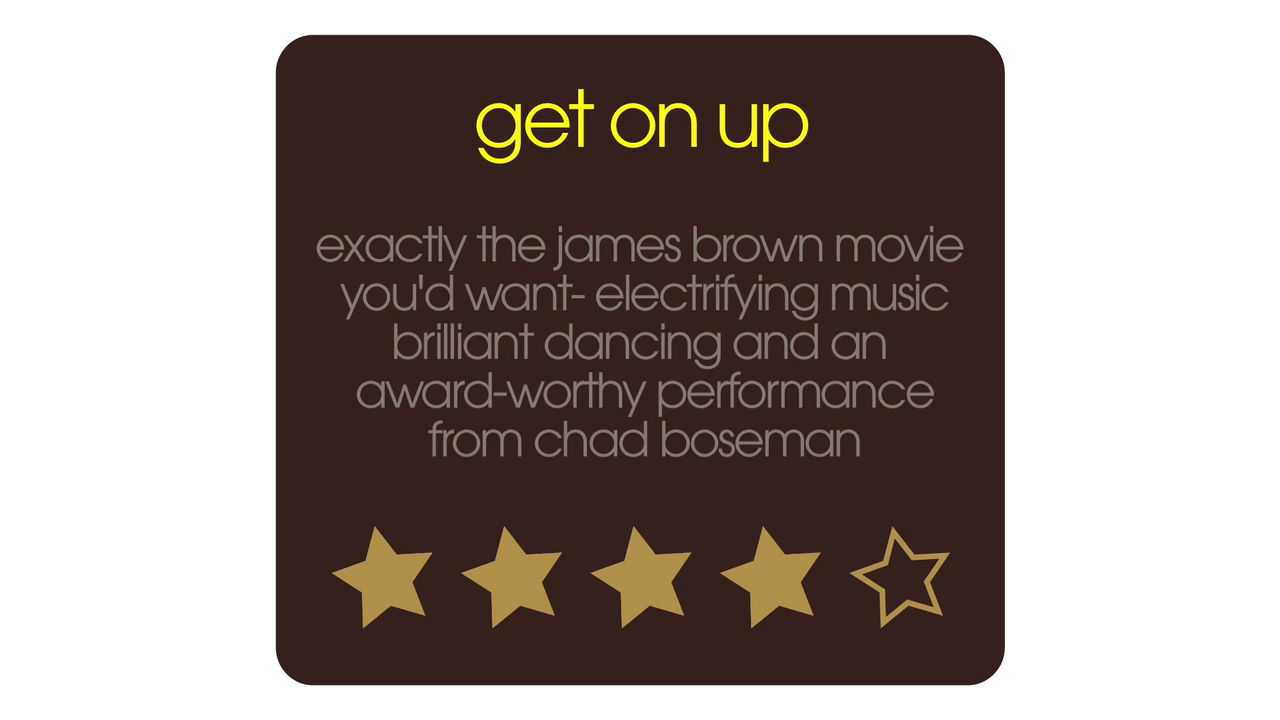 get on up
exactly the james brown movie
you'd want- electrifying music
brilliant dancing and an
award-worthy performance
from chad boseman